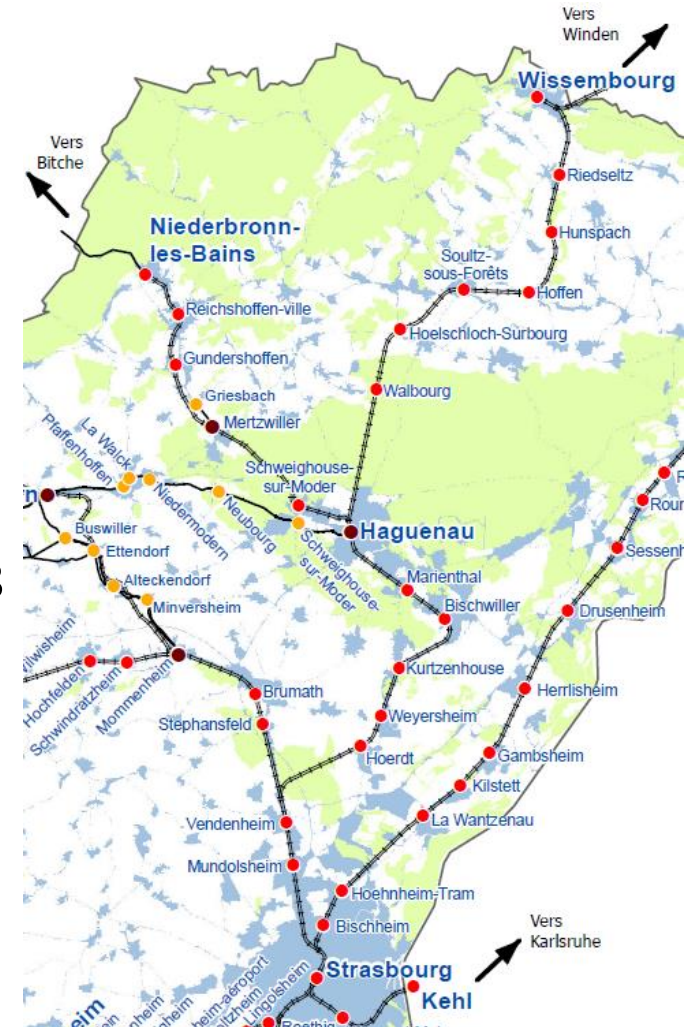 Vers
Winden
Wissembourg
Vers
Bitche
Riedseltz
Niederbronn-
les-Bains
Hunspach
Soultz-
sous-Forêts
Hoffen
Reichshoffen-ville
Hoelschloch-Surbourg
Gundershoffen
Griesbach
Walbourg
Mertzwiller
La Walck
Pfaffenhoffen
Schweighouse-
sur-Moder
Niedermodern
Neubourg
Haguenau
Schweighouse-
sur-Moder
Buswiller
Ettendorf
Alteckendorf
Minversheim
Marienthal
Bischwiller
Drusenheim
Hochfelden
Schwindratzheim
Mommenheim
Kurtzenhouse
Brumath
Herrlisheim
Weyersheim
Stephansfeld
Hoerdt
Gambsheim
Kilstett
La Wantzenau
Vendenheim
Mundolsheim
Hoehnheim-Tram
Bischheim
Vers
Karlsruhe
Strasbourg
Kehl